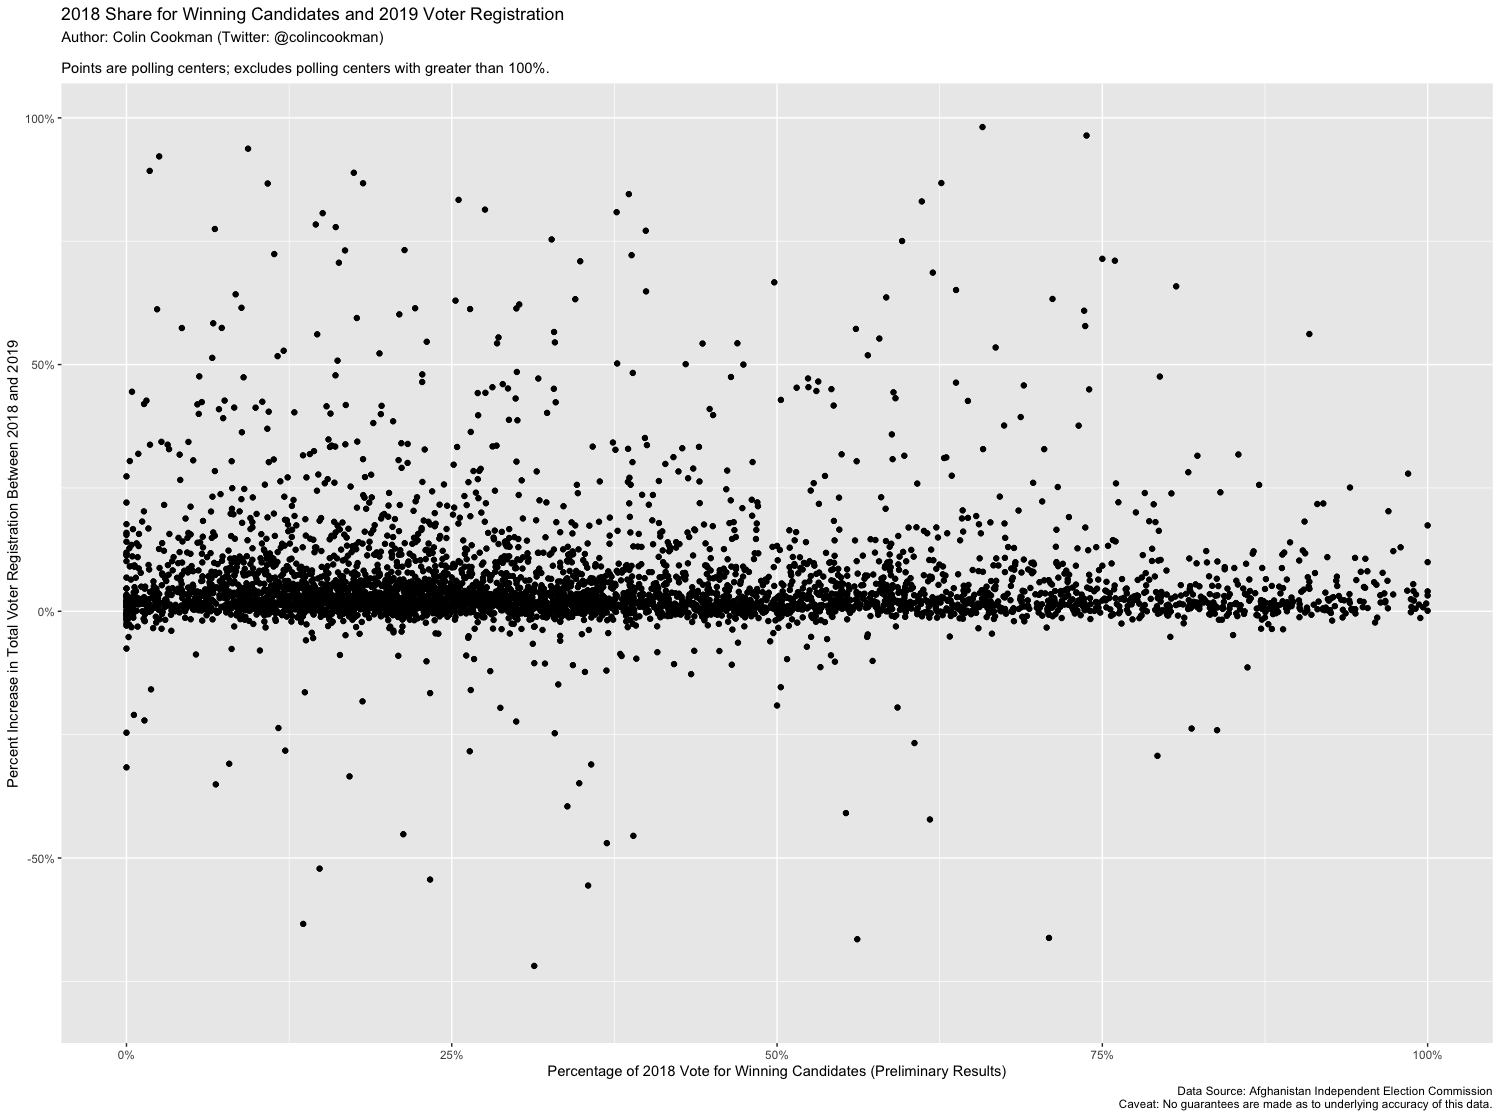 2018 Share for Winning Candidates and 2019 Voter Registration
Author: Colin Cookman (Twitter: @colincookman)
Points are polling centers; excludes polling centers with greater than 100%.
Percent Increase in Total Voter Registration Between 2018 and 2019
100%
50%
0%
-50%
0%
25%
50%
75%
100%
Percentage of 2018 Vote for Winning Candidates (Preliminary Results)
Data Source: Afghanistan Independent Election Commission
Caveat: No guarantees are made as to underlying accuracy of this data.